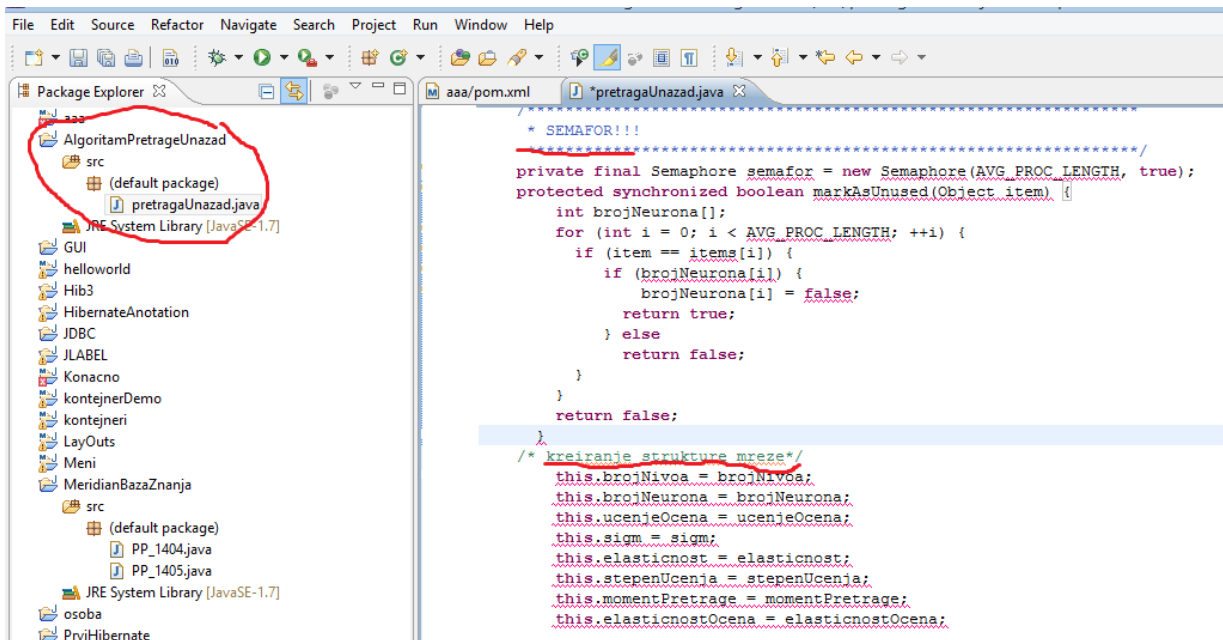 File Edit Source Refactor Navigate Search Project Run Window Help
Package Explorer
aaa
AlgoritamPretrageUnazad
src
(default package)
pretragaUnazad.java
JRE System Library [JavaSE-1.7]
GUI
helloworld
Hib3
HibernateAnotation
JDBC
JLABEL
Konacno
kontejnerDemo
kontejneri
LayOuts
Meni
MeridianBazaZnanja
src
(default package)
PP_1404.java
PP_1405.java
JRE System Library [JavaSE-1.7]
osoba
PrviHibernate
aaa/pom.xml
*pretragaUnazad.java
* SEMAFOR!!!
private final Semaphore semafor = new Semaphore(AVG_PROC_LENGTH, true);
protected synchronized boolean markAsUnused(Object item) {
int brojNeurona[];
for (int i = 0; i < AVG_PROC_LENGTH; ++i) {
if (item == items[i]) {
if (brojNeurona[i]) {
brojNeurona[i] = false;
return true;
} else
return false;
}
}
return false;
}
/* kreiranje strukture mreze*/
this.brojNivoa = brojNivoa;
this.brojNeurona = brojNeurona;
this.ucenjeOcena = ucenjeOcena;
this.sigm = sigm;
this.elasticnost = elasticnost;
this.stepenUcenja = stepenUcenja;
this.momentPretrage = momentPretrage;
this.elasticnostOcena = elasticnostOcena;